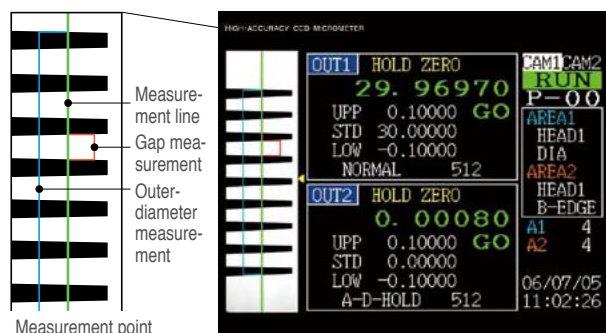 HIGH-ACCURACY CCD MICROMETER
Measure-
ment line
Gap mea-
surement
Outer-
diameter
measure-
ment
Measurement point
OUT1 HOLD ZERO
29. 96970
UPP 0.10000 GO
STD 30.00000
LOW -0.10000
NORMAL 512
OUT2 HOLD ZERO
0. 00080
UPP 0.10000 GO
STD 0.00000
LOW -0.10000
A-D-HOLD 512
CAM1 CAM2
RUN
P-00
AREA1
HEAD1
DIA
AREA2
HEAD1
B-EDGE
A1 4
A2 4
06/07/05
11:02:26